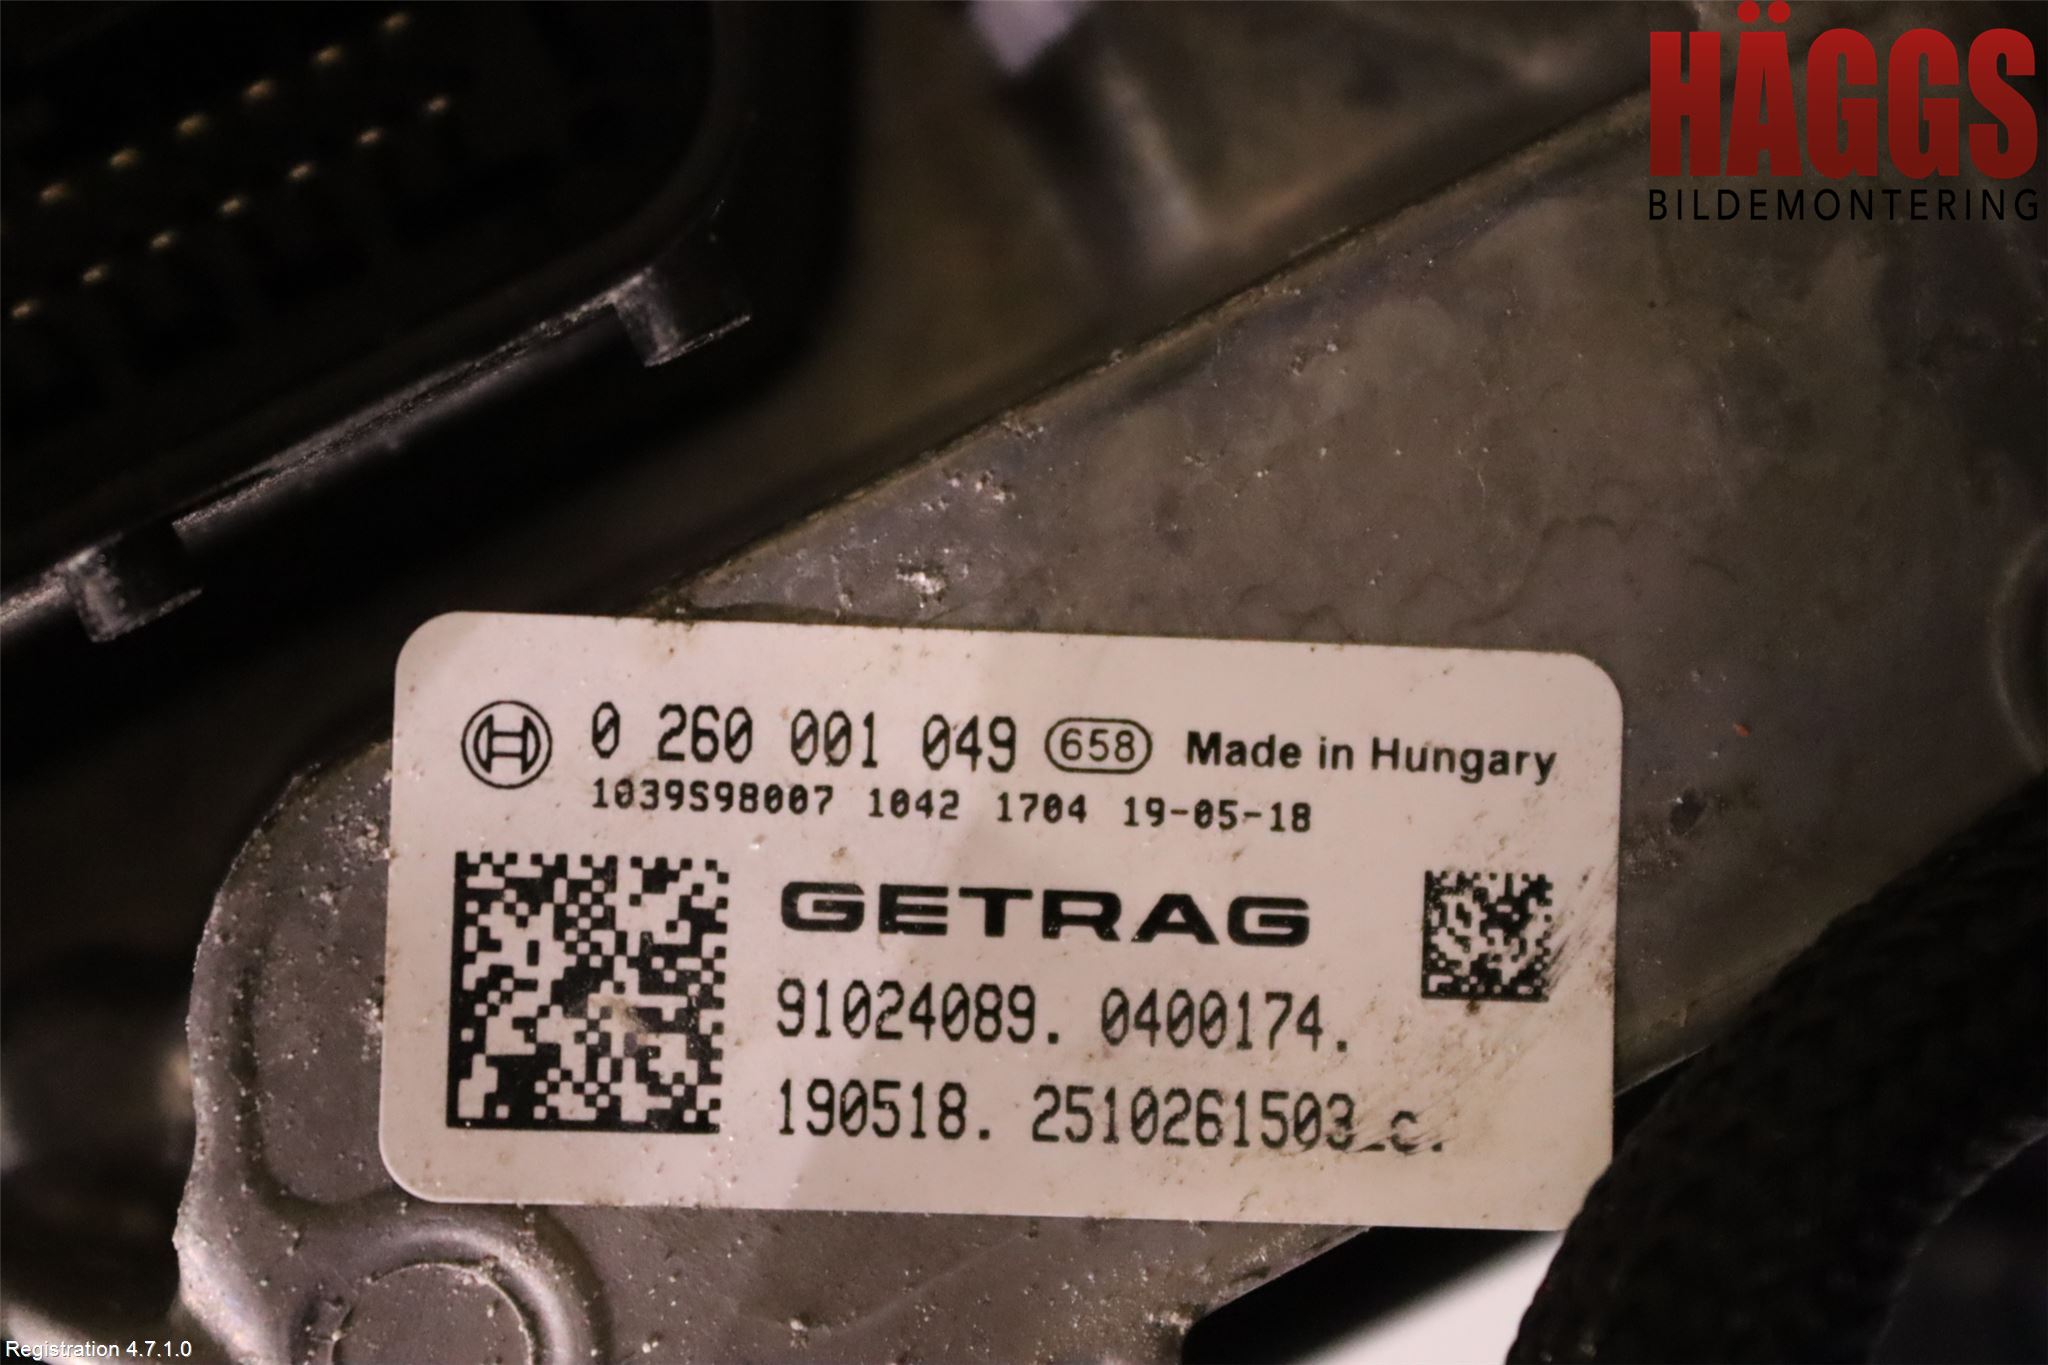 HÄGGS
BILDEMONTERING
0 260 001 049 658 Made in Hungary
1039S98007 1042 1704 19-05-18
GETRAG
91024089. 0400174.
190518. 2510261503
Registration 4.7.1.0